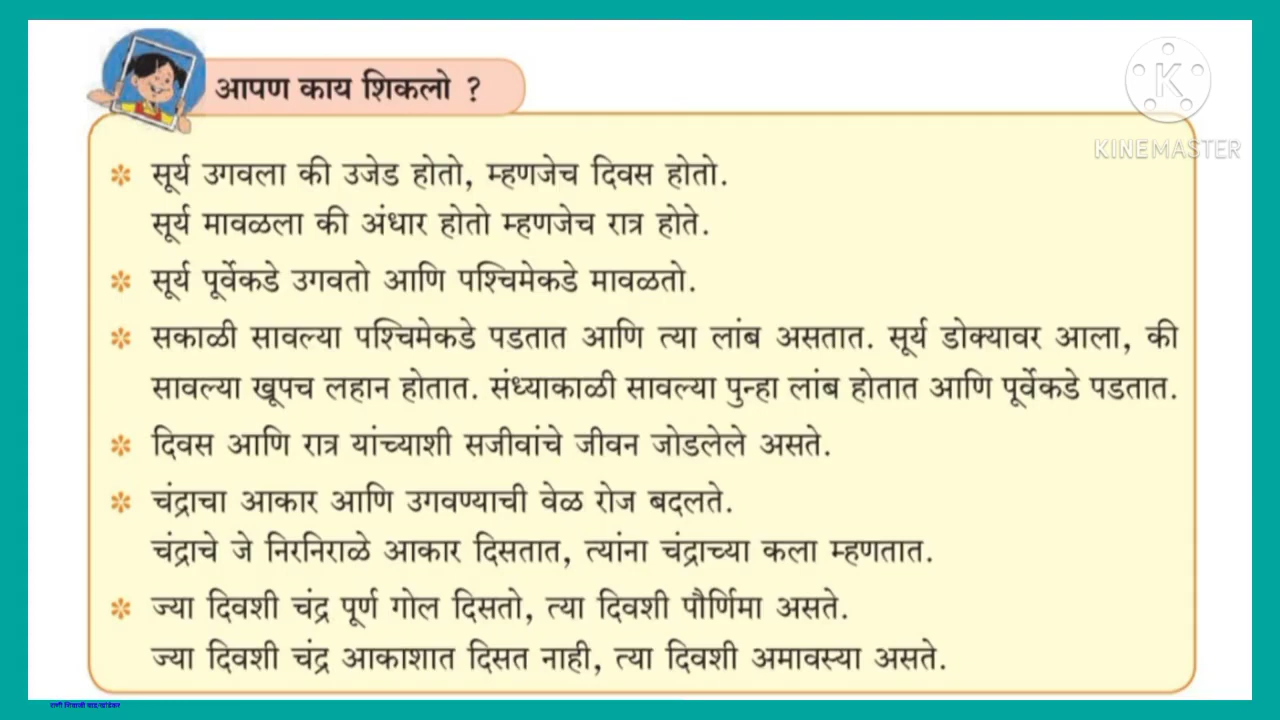 आपण काय शिकलो ?
K
KINEMASTER
✼ सूर्य उगवला की उजेड होतो, म्हणजेच दिवस होतो.
सूर्य मावळला की अंधार होतो म्हणजेच रात्र होते.
✼ सूर्य पूर्वेकडे उगवतो आणि पश्चिमेकडे मावळतो.
✼ सकाळी सावल्या पश्चिमेकडे पडतात आणि त्या लांब असतात. सूर्य डोक्यावर आला, की
सावल्या खूपच लहान होतात. संध्याकाळी सावल्या पुन्हा लांब होतात आणि पूर्वेकडे पडतात.
✼ दिवस आणि रात्र यांच्याशी सजीवांचे जीवन जोडलेले असते.
✼ चंद्राचा आकार आणि उगवण्याची वेळ रोज बदलते.
चंद्राचे जे निरनिराळे आकार दिसतात, त्यांना चंद्राच्या कला म्हणतात.
✼ ज्या दिवशी चंद्र पूर्ण गोल दिसतो, त्या दिवशी पौर्णिमा असते.
ज्या दिवशी चंद्र आकाशात दिसत नाही, त्या दिवशी अमावस्या असते.